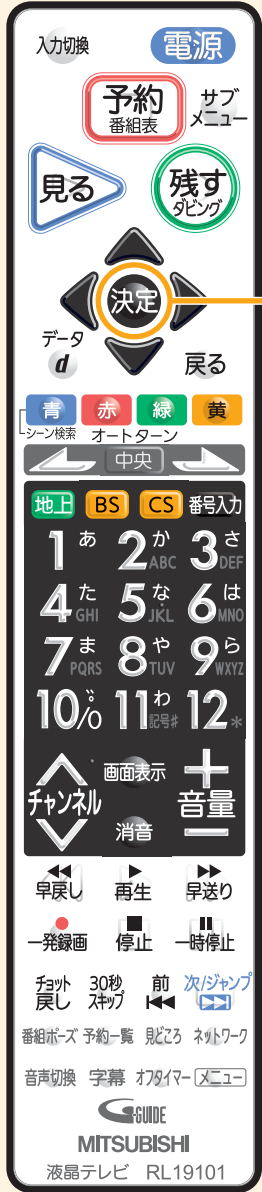 入力切換 電源
予約
番組表
サブ
メニュー
見る
残す
ダビング
決定
データ
d
戻る
青 赤 緑 黄
シーン検索 オートターン
中央
地上 BS CS 番号入力
1 あ 2 か ABC 3 さ DEF
4 た GHI 5 な JKL 6 は MNO
7 ま PQRS 8 や TUV 9 ら WXYZ
10/0 ゛゜ 11 わ 記号# 12 *
チャンネル 画面表示 + 音量 −
消音
早戻し 再生 早送り
一発録画 停止 一時停止
チョット
戻し
30秒
スキップ
前
次/ジャンプ
番組ポーズ 予約一覧 見どころ ネットワーク
音声切換 字幕 オフタイマー メニュー
G-GUIDE
MITSUBISHI
液晶テレビ RL19101